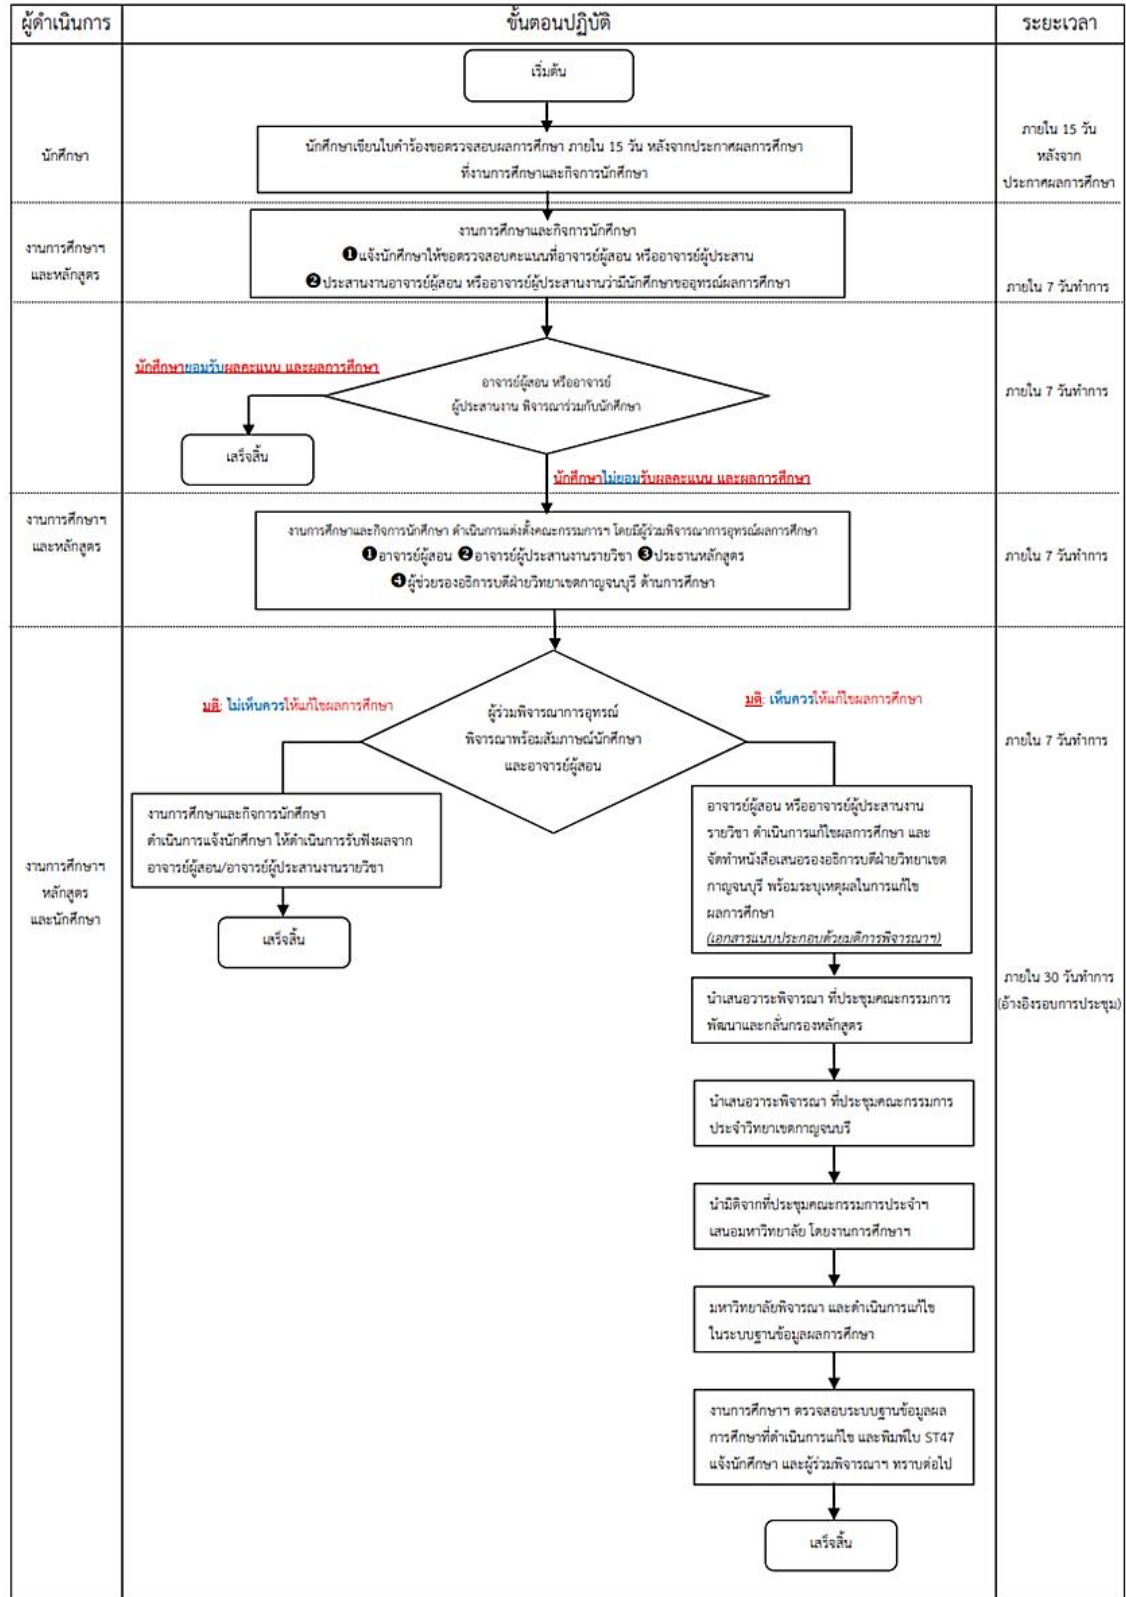 ผู้ดำเนินการ
ขั้นตอนปฏิบัติ
ระยะเวลา
เริ่มต้น
นักศึกษา
นักศึกษาเขียนใบคำร้องขอตรวจสอบผลการศึกษา ภายใน 15 วัน หลังจากประกาศผลการศึกษา
ที่งานการศึกษาและกิจการนักศึกษา
ภายใน 15 วัน
หลังจาก
ประกาศผลการศึกษา
งานการศึกษาฯ
และหลักสูตร
งานการศึกษาและกิจการนักศึกษา
❶แจ้งนักศึกษาให้ขอตรวจสอบคะแนนที่อาจารย์ผู้สอน หรืออาจารย์ผู้ประสาน
❷ประสานงานอาจารย์ผู้สอน หรืออาจารย์ผู้ประสานงานว่ามีนักศึกษาขออุทรณ์ผลการศึกษา
ภายใน 7 วันทำการ
นักศึกษายอมรับผลคะแนน และผลการศึกษา
อาจารย์ผู้สอน หรืออาจารย์
ผู้ประสานงาน พิจารณาร่วมกับนักศึกษา
ภายใน 7 วันทำการ
เสร็จสิ้น
นักศึกษาไม่ยอมรับผลคะแนน และผลการศึกษา
งานการศึกษาฯ
และหลักสูตร
งานการศึกษาและกิจการนักศึกษา ดำเนินการแต่งตั้งคณะกรรมการฯ โดยมีผู้ร่วมพิจารณาการอุทรณ์ผลการศึกษา
❶อาจารย์ผู้สอน ❷อาจารย์ผู้ประสานงานรายวิชา ❸ประธานหลักสูตร
❹ผู้ช่วยรองอธิการบดีฝ่ายวิทยาเขตกาญจนบุรี ด้านการศึกษา
ภายใน 7 วันทำการ
มติ: ไม่เห็นควรให้แก้ไขผลการศึกษา
มติ: เห็นควรให้แก้ไขผลการศึกษา
ผู้ร่วมพิจารณาการอุทรณ์
พิจารณาพร้อมสัมภาษณ์นักศึกษา
และอาจารย์ผู้สอน
ภายใน 7 วันทำการ
งานการศึกษาฯ
หลักสูตร
และนักศึกษา
งานการศึกษาและกิจการนักศึกษา
ดำเนินการแจ้งนักศึกษา ให้ดำเนินการรับฟังผลจาก
อาจารย์ผู้สอน/อาจารย์ผู้ประสานงานรายวิชา
เสร็จสิ้น
อาจารย์ผู้สอน หรืออาจารย์ผู้ประสานงาน
รายวิชา ดำเนินการแก้ไขผลการศึกษา และ
จัดทำหนังสือเสนอรองอธิการบดีฝ่ายวิทยาเขต
กาญจนบุรี พร้อมระบุเหตุผลในการแก้ไข
ผลการศึกษา
(เอกสารแนบประกอบด้วยมติการพิจารณาฯ)
ภายใน 30 วันทำการ
(อ้างอิงรอบการประชุม)
นำเสนอวาระพิจารณา ที่ประชุมคณะกรรมการ
พัฒนาและกลั่นกรองหลักสูตร
นำเสนอวาระพิจารณา ที่ประชุมคณะกรรมการ
ประจำวิทยาเขตกาญจนบุรี
นำมิติจากที่ประชุมคณะกรรมการประจำฯ
เสนอมหาวิทยาลัย โดยงานการศึกษาฯ
มหาวิทยาลัยพิจารณา และดำเนินการแก้ไข
ในระบบฐานข้อมูลผลการศึกษา
งานการศึกษาฯ ตรวจสอบระบบฐานข้อมูลผล
การศึกษาที่ดำเนินการแก้ไข และพิมพ์ใบ ST47
แจ้งนักศึกษา และผู้ร่วมพิจารณาฯ ทราบต่อไป
เสร็จสิ้น